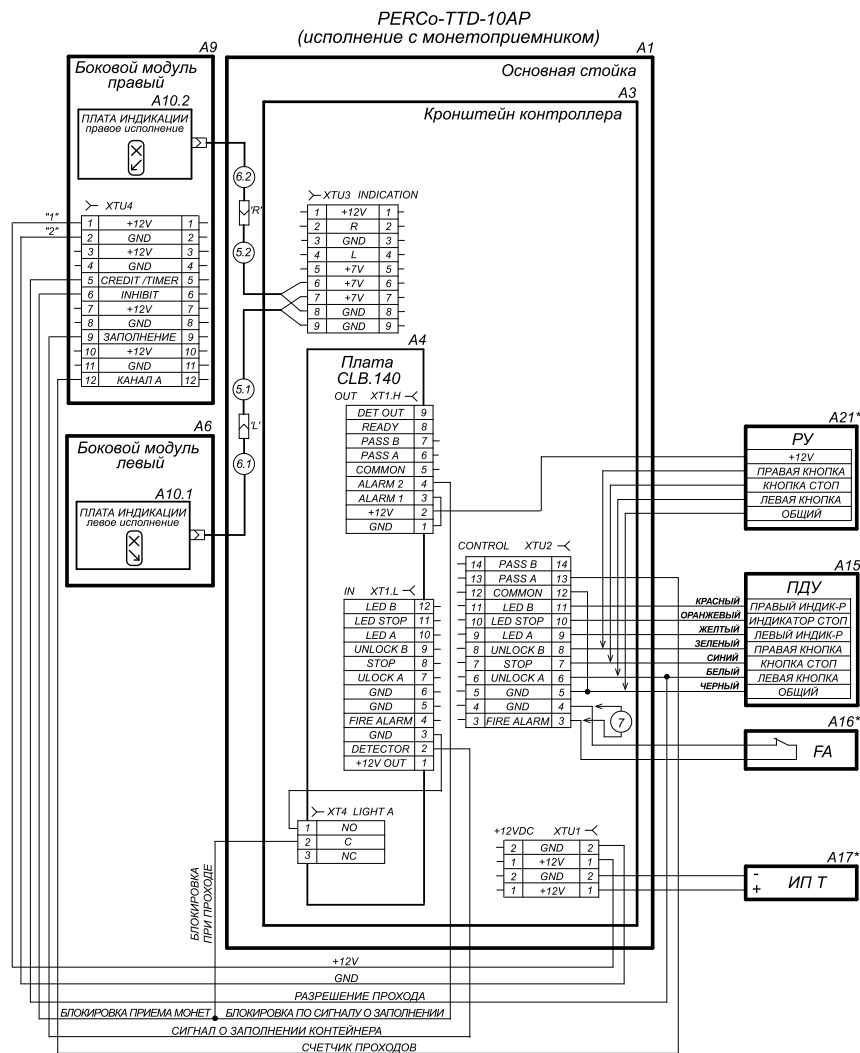 PERCo-TTD-10AP
(исполнение с монетоприемником)
A9
Боковой модуль
правый
A10.2
ПЛАТА ИНДИКАЦИИ
правое исполнение
"1"
"2"
XTU4
1 +12V 1
2 GND 2
3 +12V 3
4 GND 4
5 CREDIT /TIMER 5
6 INHIBIT 6
7 +12V 7
8 GND 8
9 ЗАПОЛНЕНИЕ 9
10 +12V 10
11 GND 11
12 КАНАЛ А 12
6.2
'R'
5.2
5.1
'L'
6.1
A6
Боковой модуль
левый
A10.1
ПЛАТА ИНДИКАЦИИ
левое исполнение
A1
Основная стойка
A3
Кронштейн контроллера
XTU3 INDICATION
1 +12V 1
2 R 2
3 GND 3
4 L 4
5 +7V 5
6 +7V 6
7 +7V 7
8 GND 8
9 GND 9
A4
Плата
CLB.140
OUT XT1.H
DET OUT 9
READY 8
PASS B 7
PASS A 6
COMMON 5
ALARM 2 4
ALARM 1 3
+12V 2
GND 1
IN XT1.L
LED B 12
LED STOP 11
LED A 10
UNLOCK B 9
STOP 8
ULOCK A 7
GND 6
GND 5
FIRE ALARM 4
GND 3
DETECTOR 2
+12V OUT 1
XT4 LIGHT A
1 NO
2 C
3 NC
CONTROL XTU2
14 PASS B 14
13 PASS A 13
12 COMMON 12
11 LED B 11
10 LED STOP 10
9 LED A 9
8 UNLOCK B 8
7 STOP 7
6 UNLOCK A 6
5 GND 5
4 GND 4
3 FIRE ALARM 3
7
+12VDC XTU1
2 GND 2
1 +12V 1
2 GND 2
1 +12V 1
A21*
РУ
+12V
ПРАВАЯ КНОПКА
КНОПКА СТОП
ЛЕВАЯ КНОПКА
ОБЩИЙ
A15
ПДУ
КРАСНЫЙ ПРАВЫЙ ИНДИК-Р
ОРАНЖЕВЫЙ ИНДИКАТОР СТОП
ЖЕЛТЫЙ ЛЕВЫЙ ИНДИК-Р
ЗЕЛЕНЫЙ ПРАВАЯ КНОПКА
СИНИЙ КНОПКА СТОП
БЕЛЫЙ ЛЕВАЯ КНОПКА
ЧЕРНЫЙ ОБЩИЙ
A16*
FA
A17*
- 
+
ИП Т
БЛОКИРОВКА
ПРИ ПРОХОДЕ
+12V
GND
РАЗРЕШЕНИЕ ПРОХОДА
БЛОКИРОВКА ПРИЕМА МОНЕТ БЛОКИРОВКА ПО СИГНАЛУ О ЗАПОЛНЕНИИ
СИГНАЛ О ЗАПОЛНЕНИИ КОНТЕЙНЕРА
СЧЕТЧИК ПРОХОДОВ